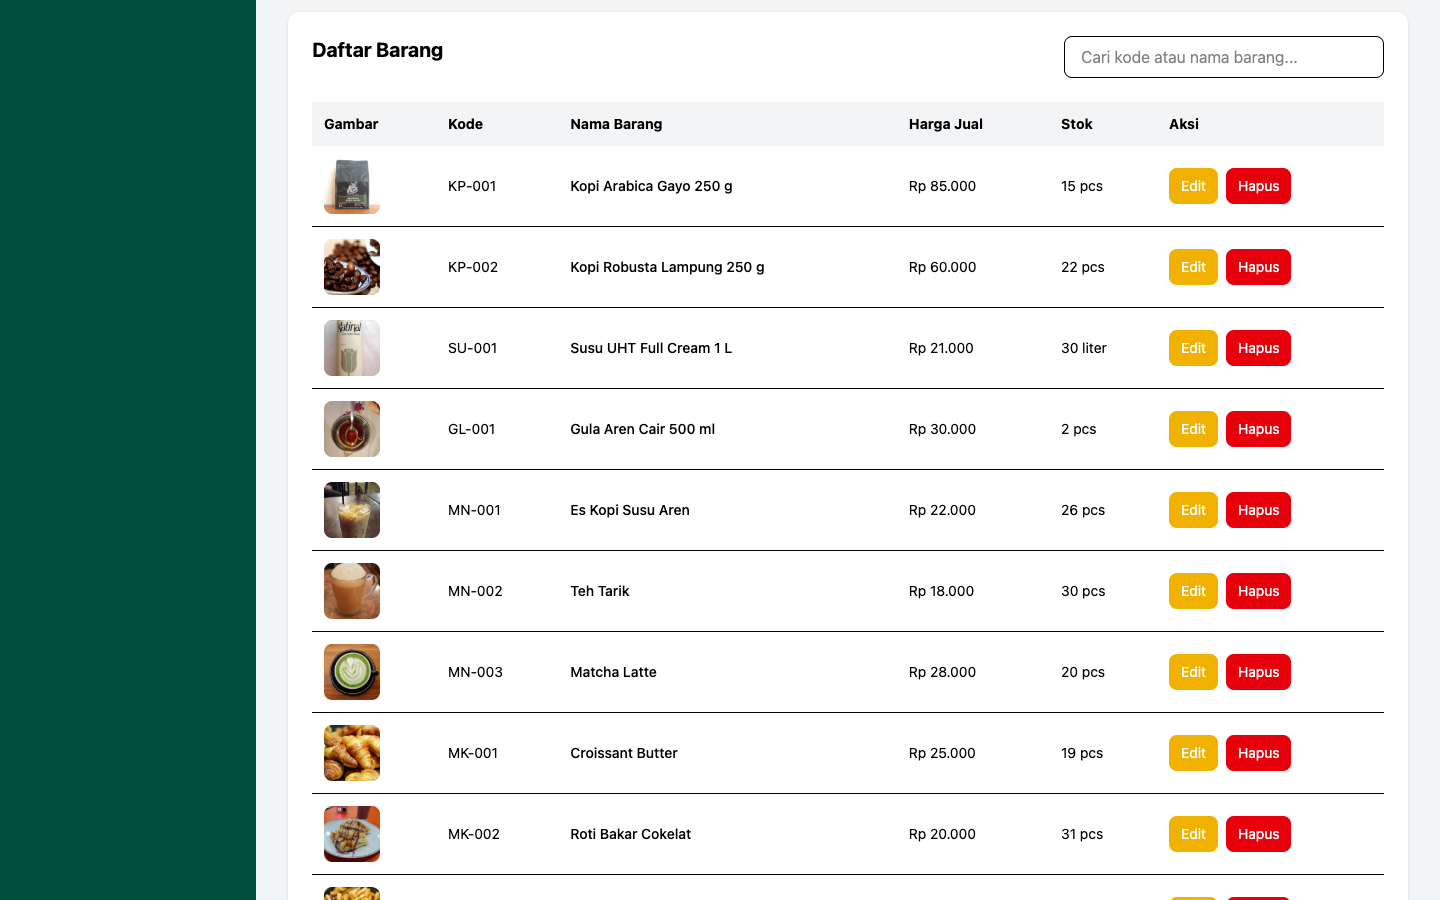 Daftar Barang
Cari kode atau nama barang...
Gambar Kode Nama Barang Harga Jual Stok Aksi
KP-001 Kopi Arabica Gayo 250 g Rp 85.000 15 pcs Edit Hapus
KP-002 Kopi Robusta Lampung 250 g Rp 60.000 22 pcs Edit Hapus
SU-001 Susu UHT Full Cream 1 L Rp 21.000 30 liter Edit Hapus
GL-001 Gula Aren Cair 500 ml Rp 30.000 2 pcs Edit Hapus
MN-001 Es Kopi Susu Aren Rp 22.000 26 pcs Edit Hapus
MN-002 Teh Tarik Rp 18.000 30 pcs Edit Hapus
MN-003 Matcha Latte Rp 28.000 20 pcs Edit Hapus
MK-001 Croissant Butter Rp 25.000 19 pcs Edit Hapus
MK-002 Roti Bakar Cokelat Rp 20.000 31 pcs Edit Hapus